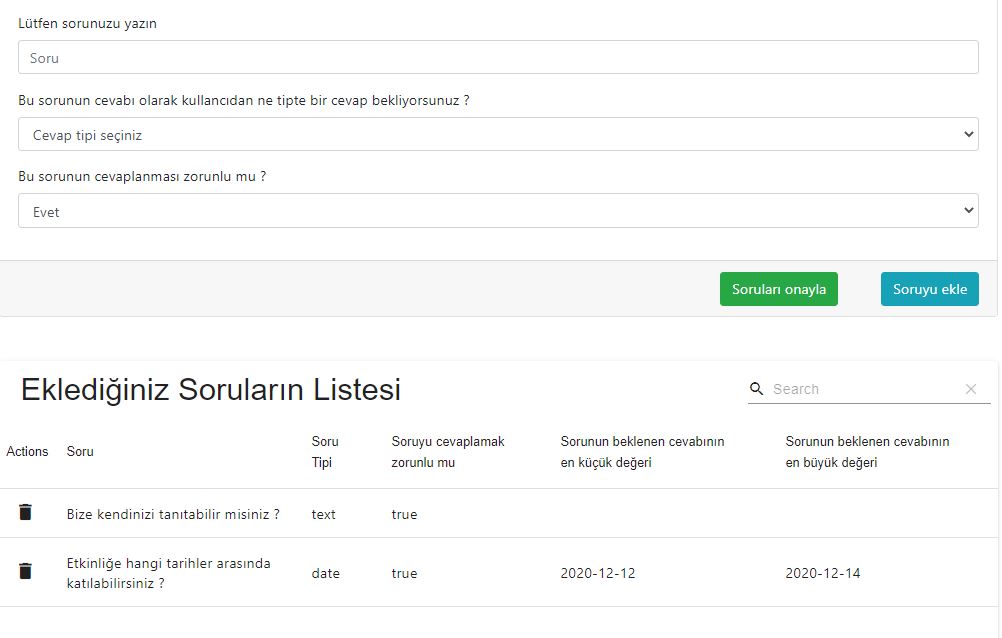 Lütfen sorunuzu yazın
Soru
Bu sorunun cevabı olarak kullancıdan ne tipte bir cevap bekliyorsunuz ?
Cevap tipi seçiniz
Bu sorunun cevaplanması zorunlu mu ?
Evet
Soruları onayla
Soruyu ekle
Eklediğiniz Soruların Listesi
Search
Actions
Soru
Soru
Tipi
Soruyu cevaplamak
zorunlu mu
Sorunun beklenen cevabının
en küçük değeri
Sorunun beklenen cevabının
en büyük değeri
Bize kendinizi tanıtabilir misiniz ?
text
true
Etkinliğe hangi tarihler arasında
katılabilirsiniz ?
date
true
2020-12-12
2020-12-14